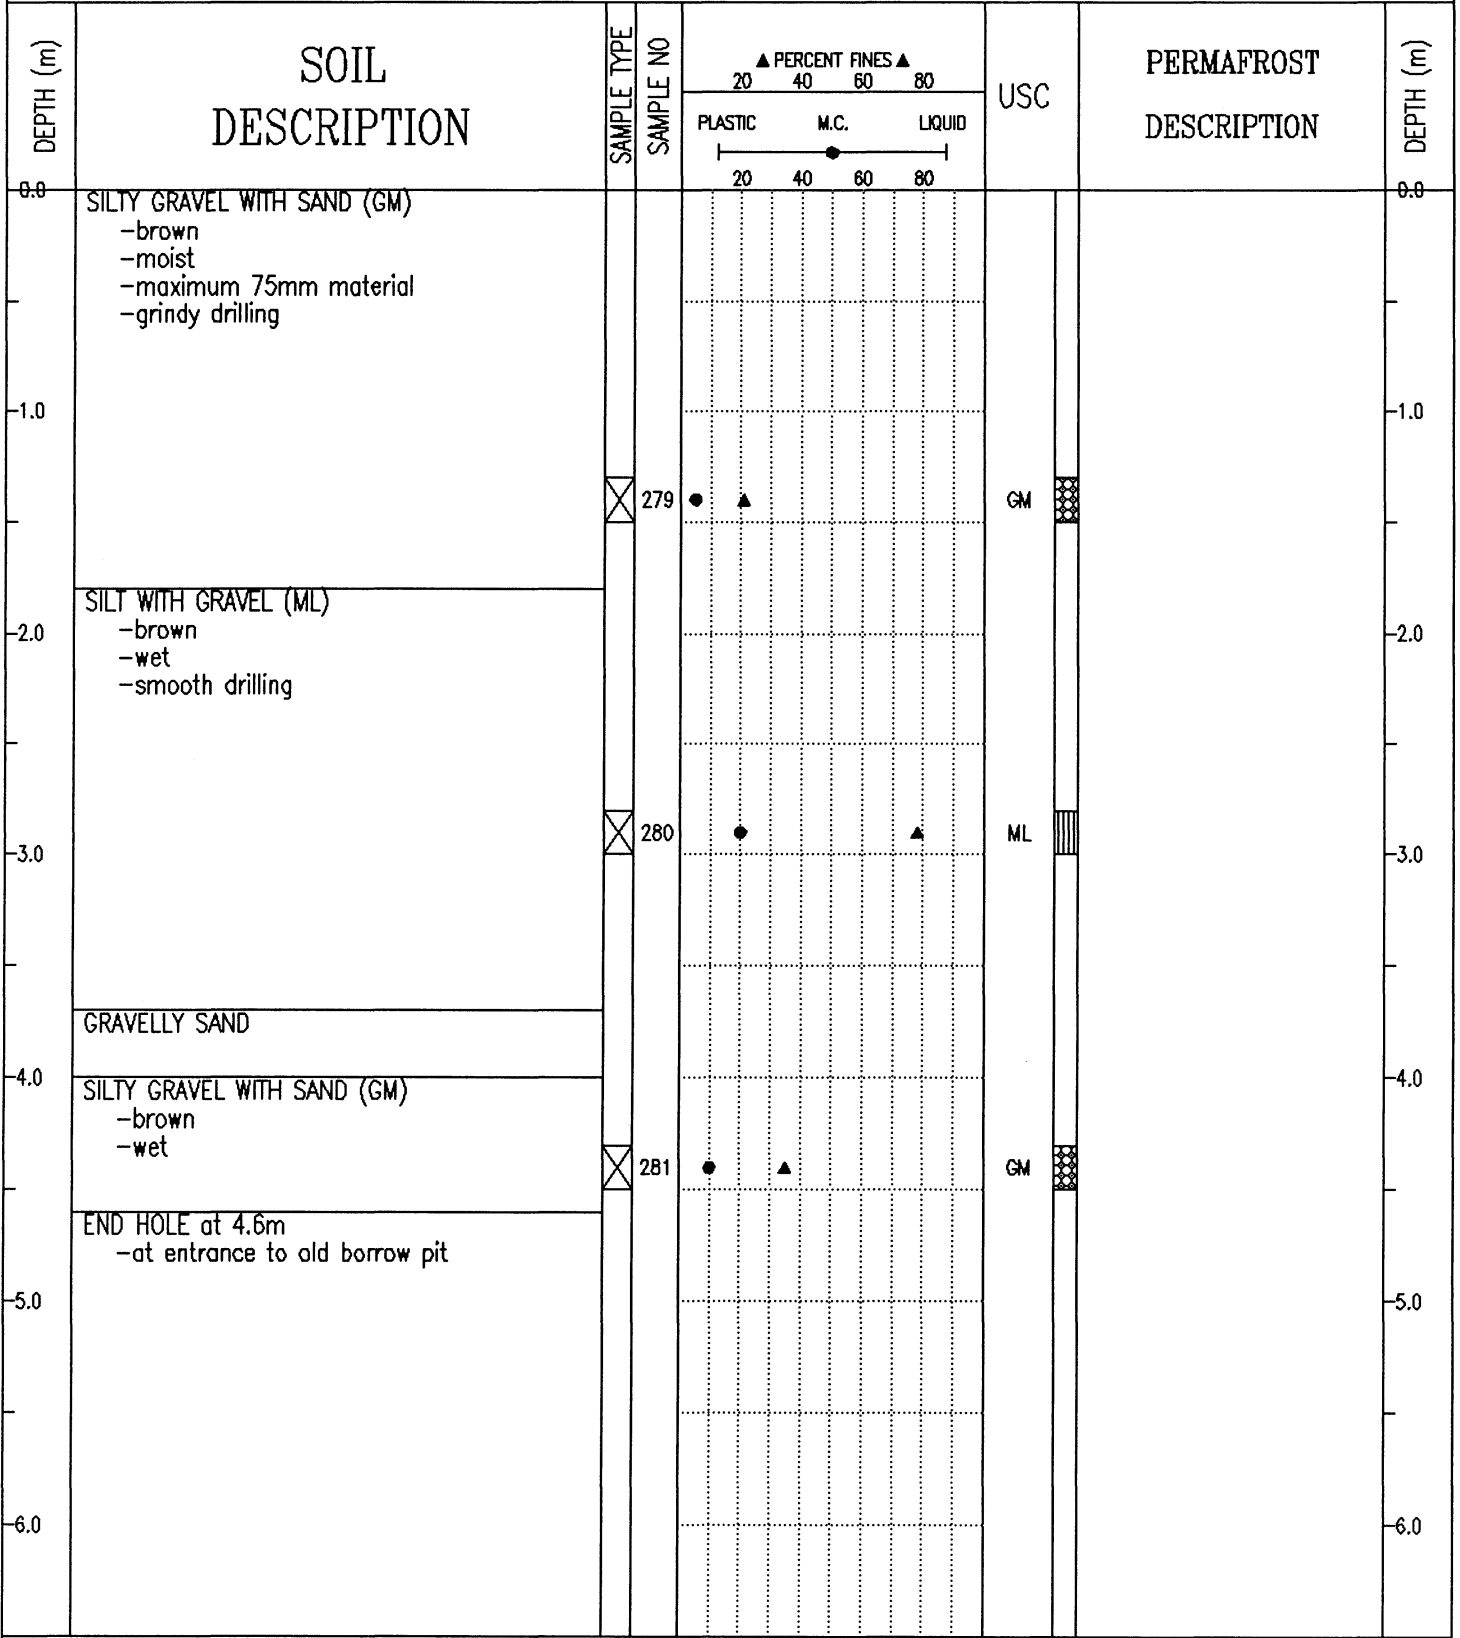 DEPTH (m)
SOIL
DESCRIPTION
SAMPLE TYPE
SAMPLE NO
▲ PERCENT FINES ▲
20 40 60 80
PLASTIC M.C. LIQUID
20 40 60 80
USC
PERMAFROST
DESCRIPTION
DEPTH (m)
0.0 0.0
SILTY GRAVEL WITH SAND (GM)
-brown
-moist
-maximum 75mm material
-grindy drilling
1.0 1.0
279 GM
SILT WITH GRAVEL (ML)
-brown
2.0 2.0
-wet
-smooth drilling
280 ML
3.0 3.0
GRAVELLY SAND
4.0 4.0
SILTY GRAVEL WITH SAND (GM)
-brown
-wet
281 GM
END HOLE at 4.6m
-at entrance to old borrow pit
5.0 5.0
6.0 6.0